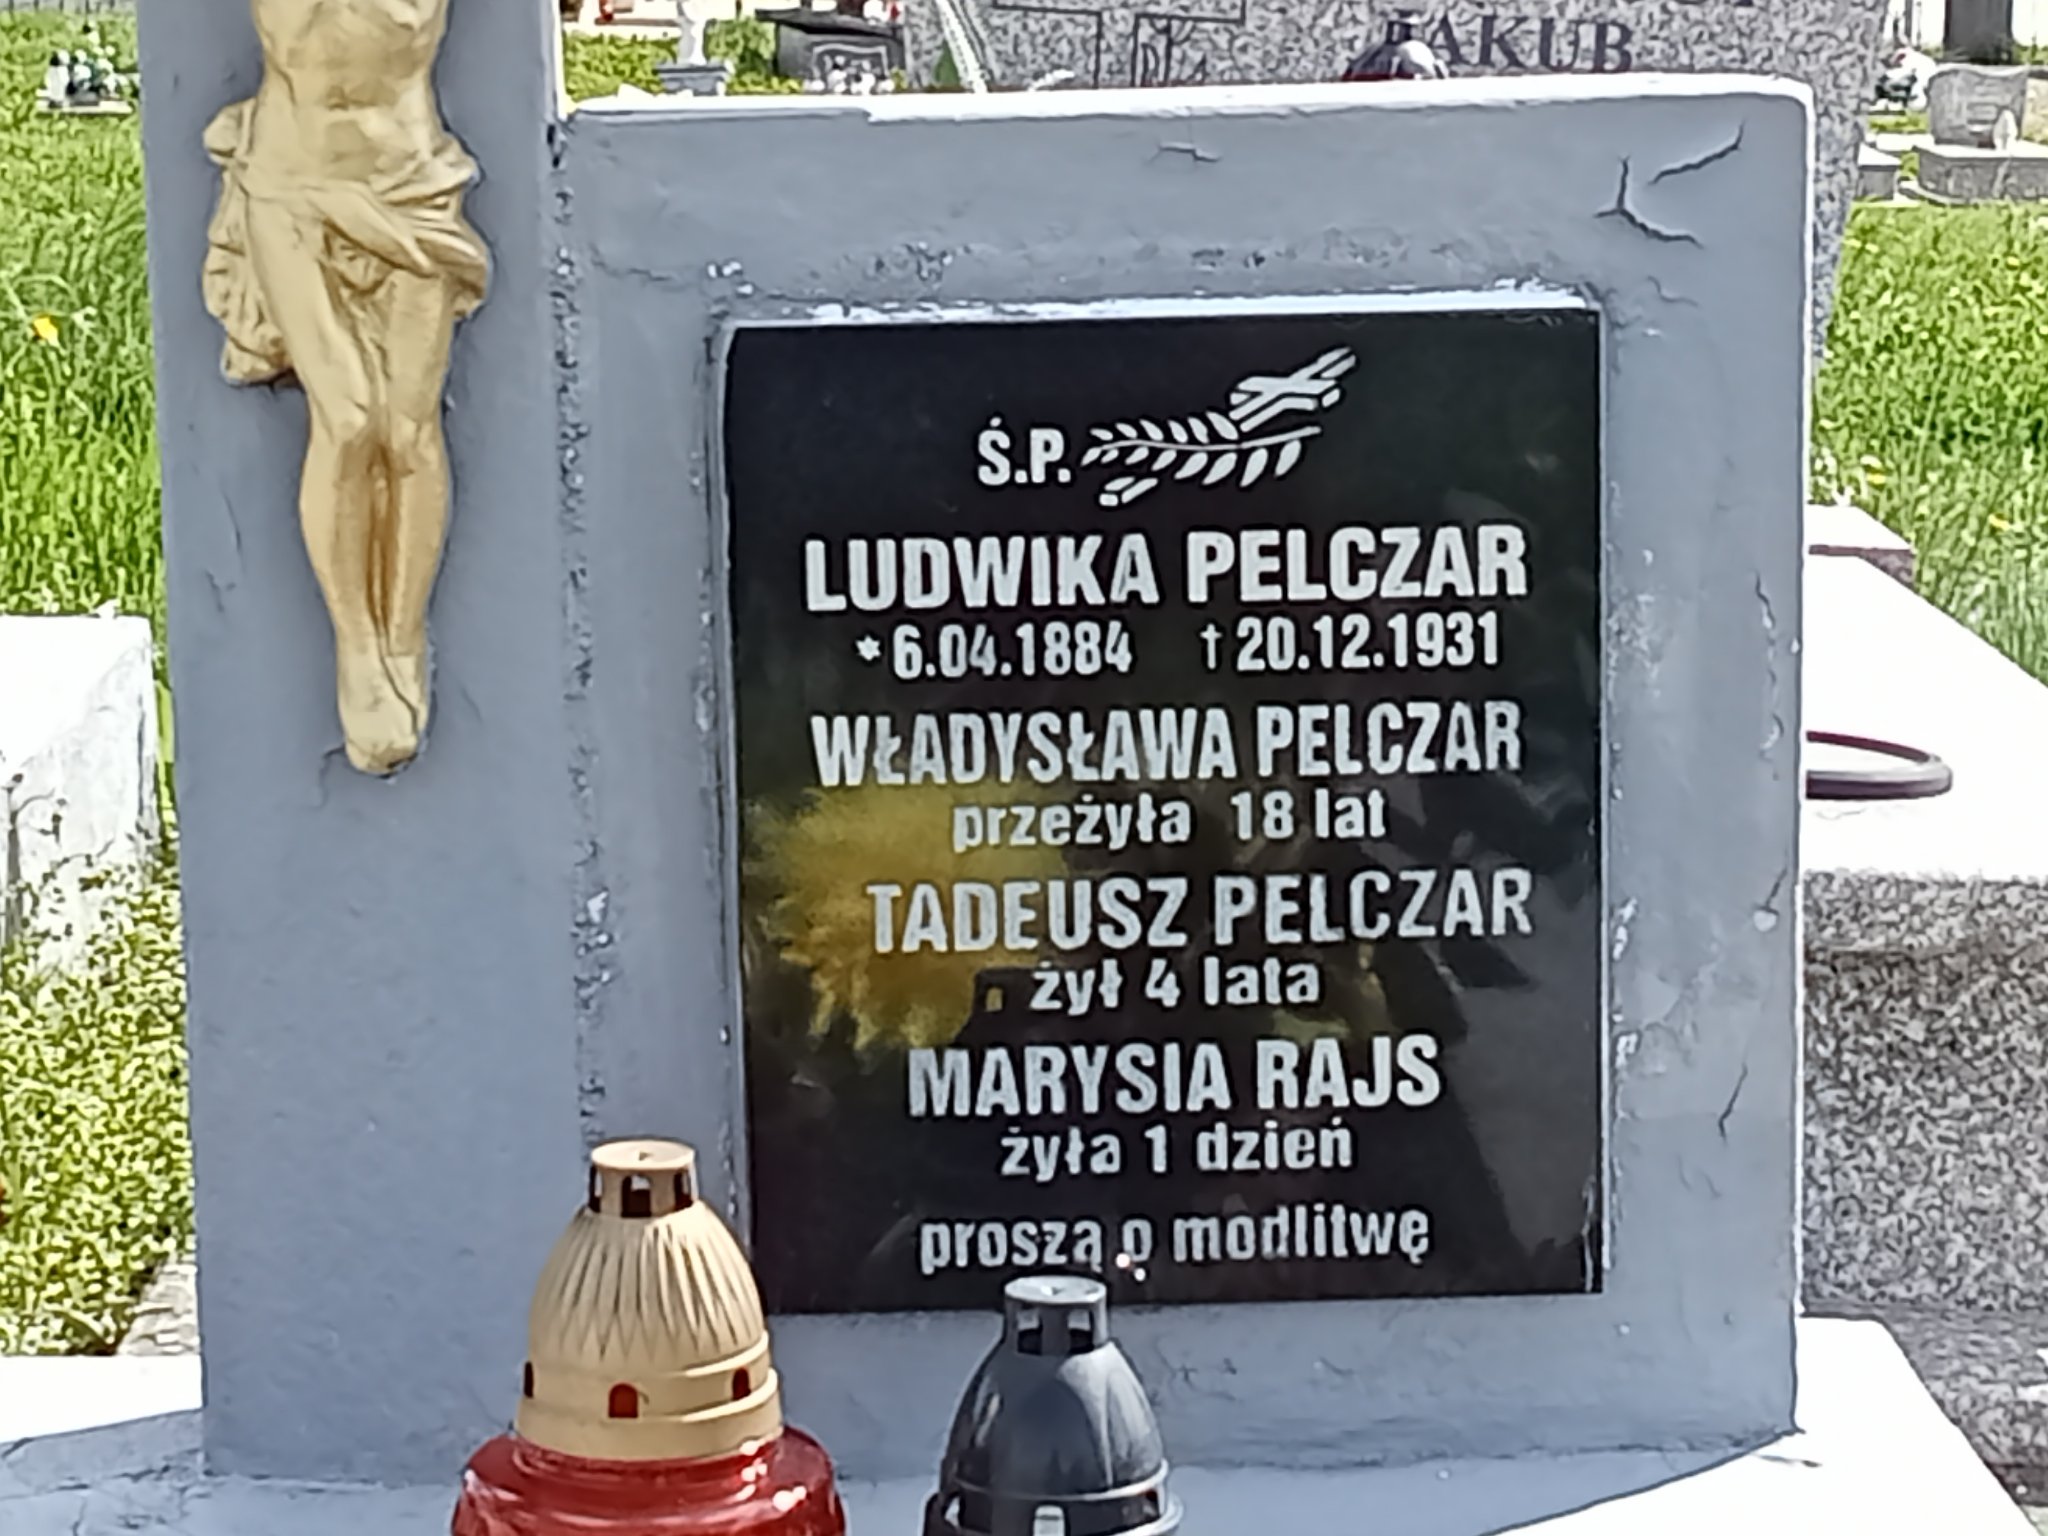 JAKUB
Ś.P.
LUDWIKA PELCZAR
* 6.04.1884 † 20.12.1931
WŁADYSŁAWA PELCZAR
przeżyła 18 lat
TADEUSZ PELCZAR
żył 4 lata
MARYSIA RAJS
żyła 1 dzień
proszą o modlitwę